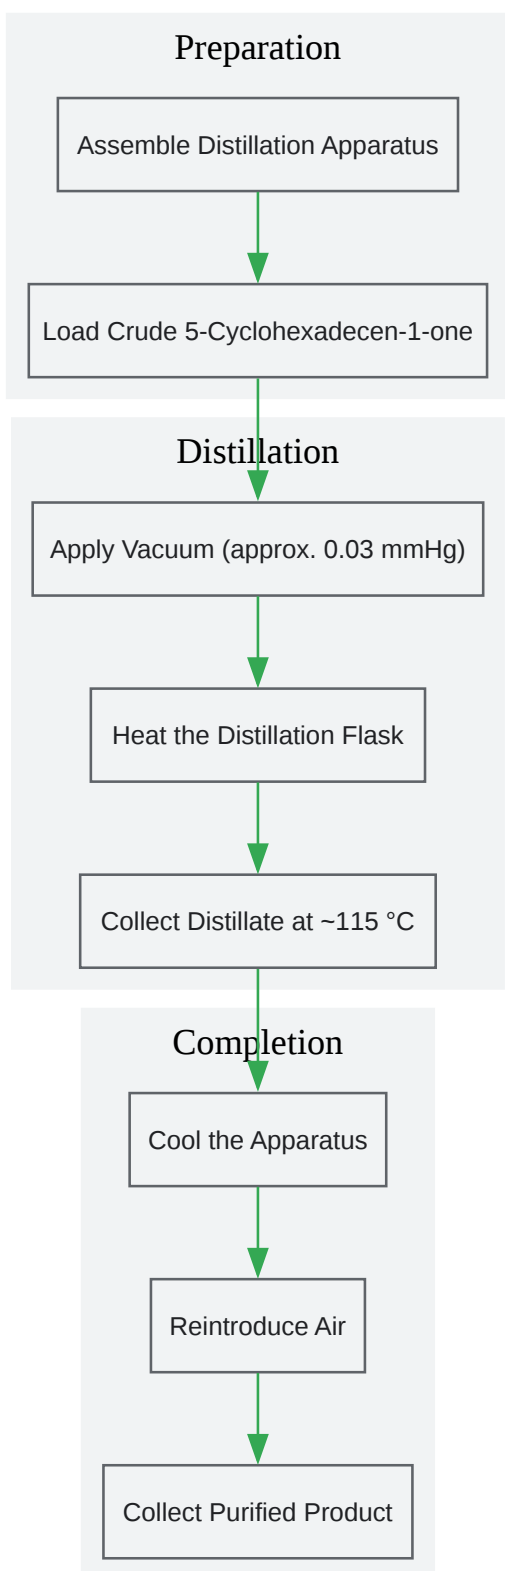 Preparation
Assemble Distillation Apparatus
Load Crude 5-Cyclohexadecen-1-one
Distillation
Apply Vacuum (approx. 0.03 mmHg)
Heat the Distillation Flask
Collect Distillate at ~115 °C
Completion
Cool the Apparatus
Reintroduce Air
Collect Purified Product